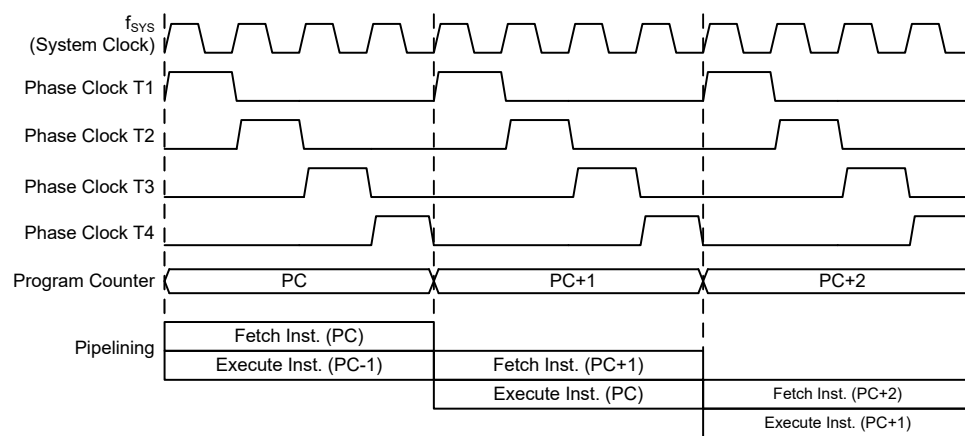 fSYS
(System Clock)
Phase Clock T1
Phase Clock T2
Phase Clock T3
Phase Clock T4
Program Counter PC PC+1 PC+2
Pipelining
Fetch Inst. (PC)
Execute Inst. (PC-1) Fetch Inst. (PC+1)
Execute Inst. (PC) Fetch Inst. (PC+2)
Execute Inst. (PC+1)